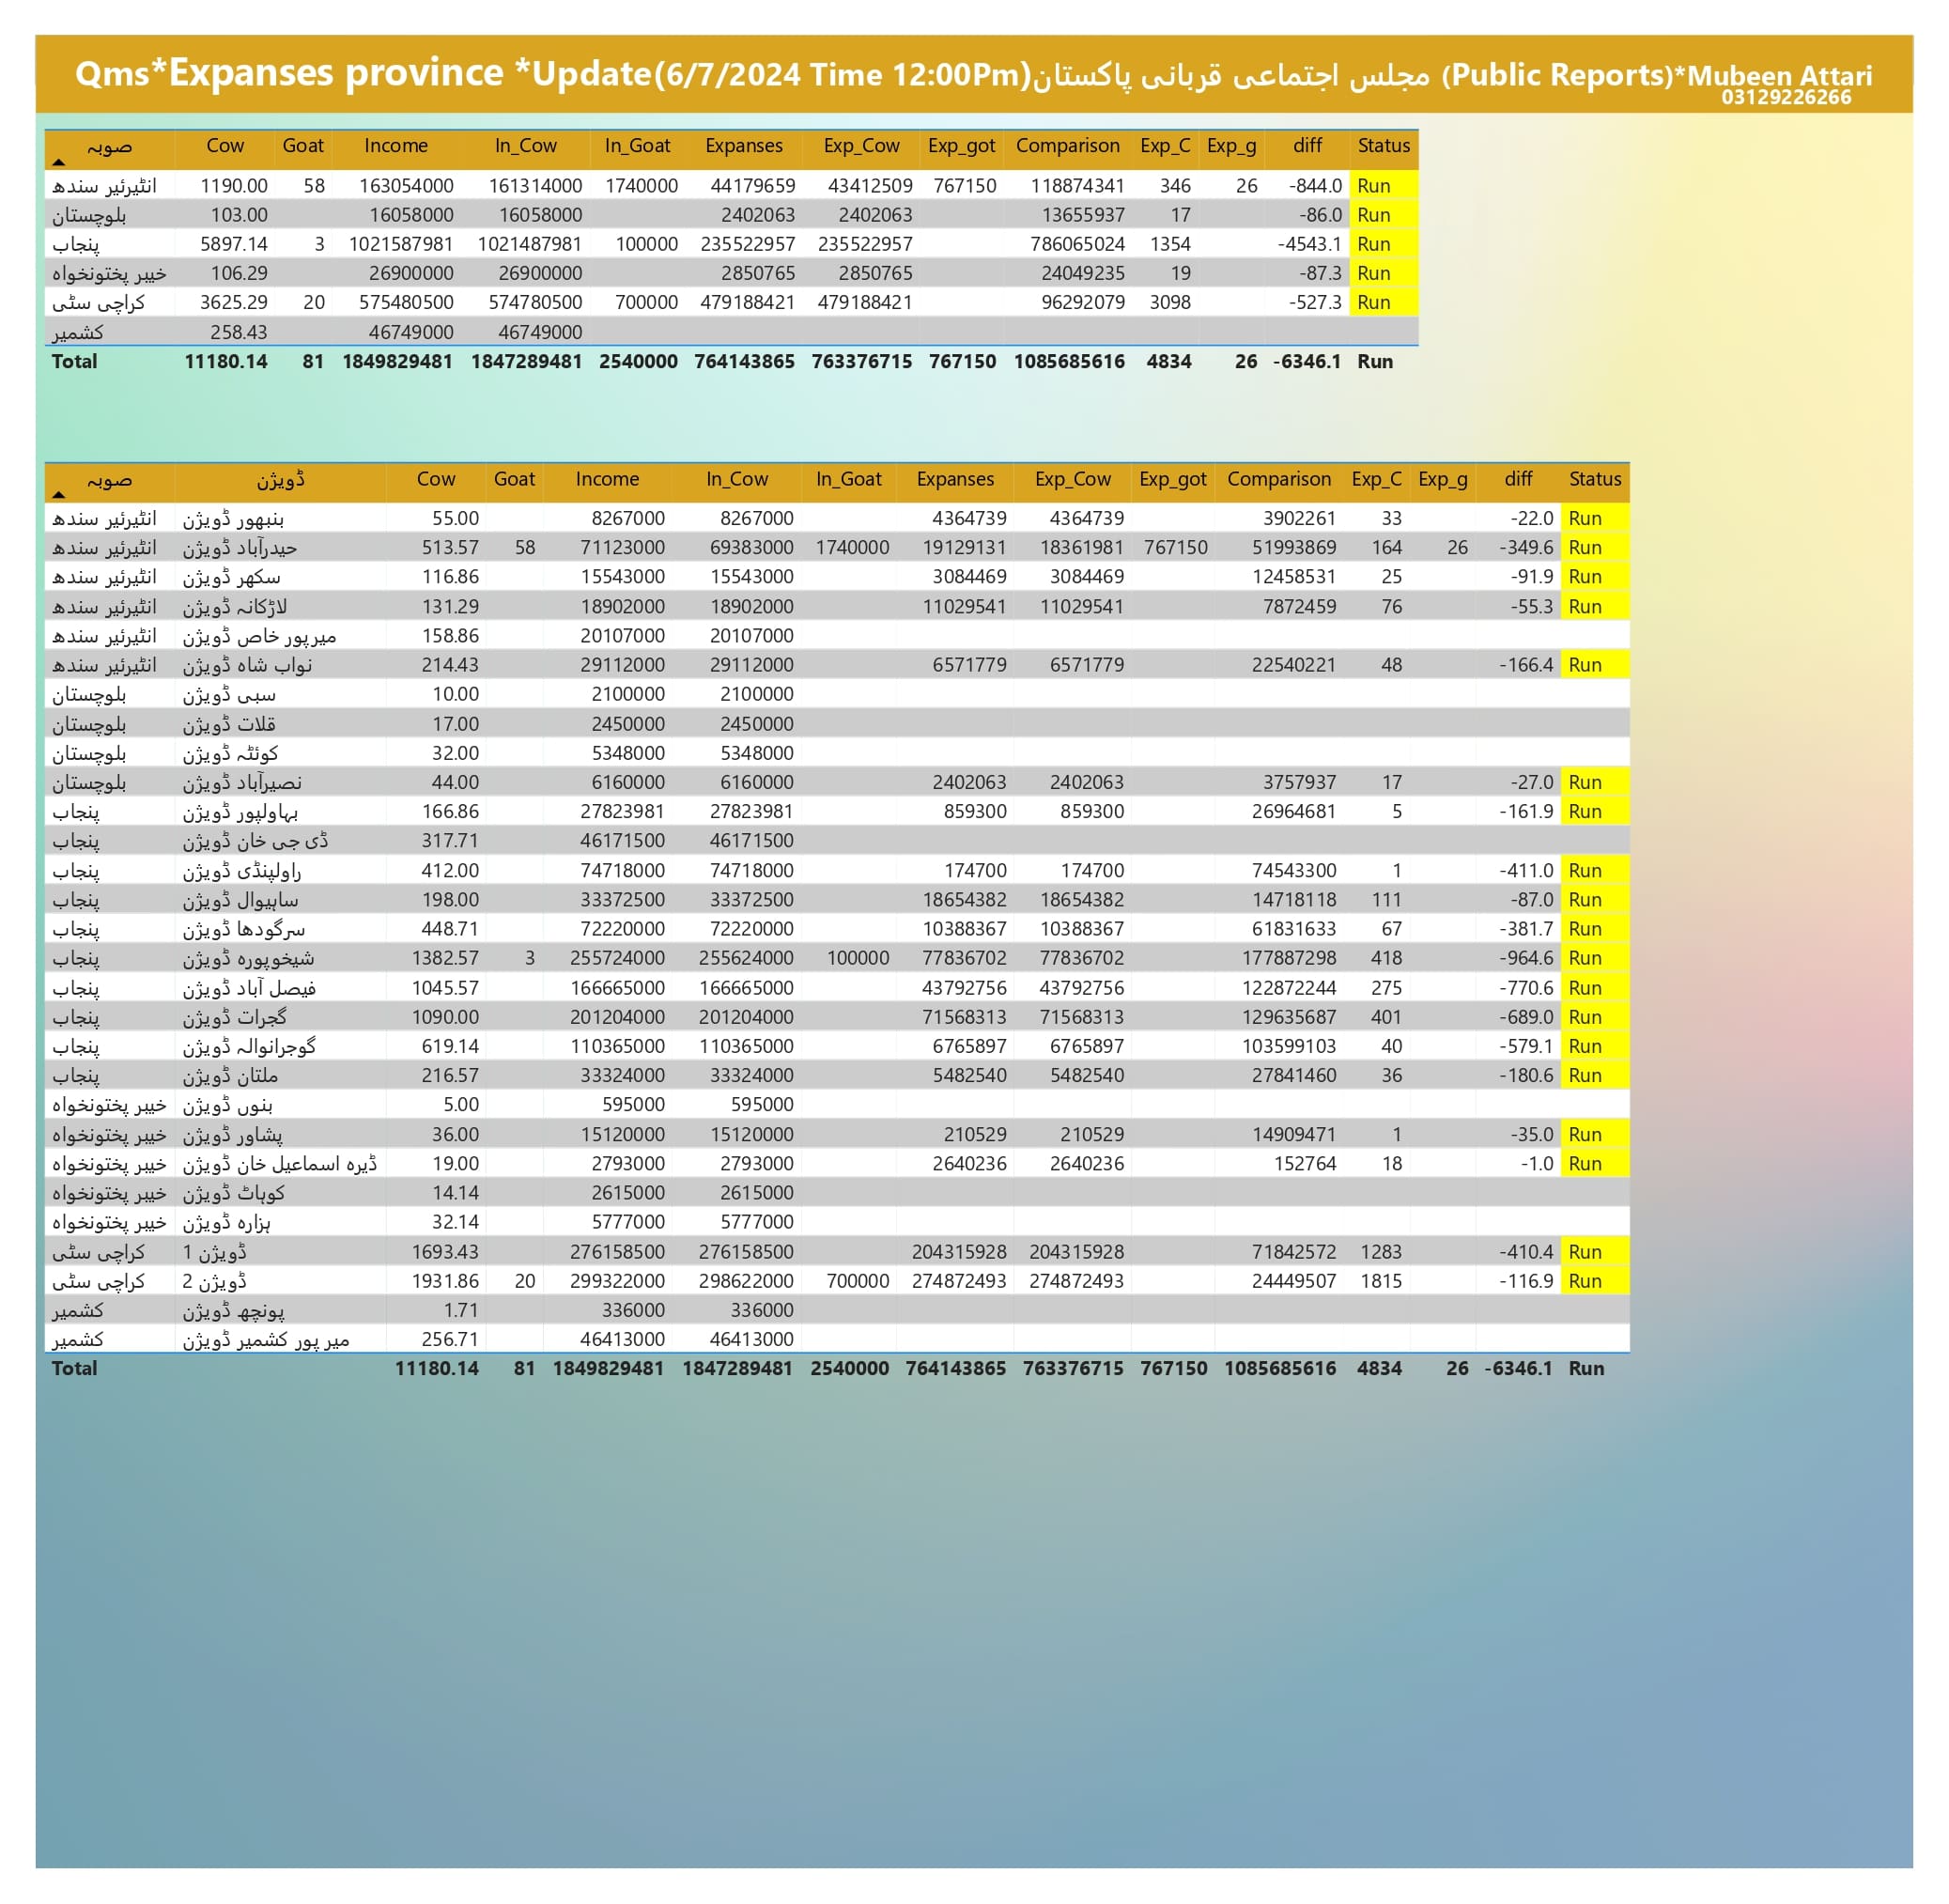 Qms*Expanses province *Update(6/7/2024 Time 12:00Pm)مجلس اجتماعی قربانی پاکستان (Public Reports)*Mubeen Attari
03129226266
صوبہ Cow Goat Income In_Cow In_Goat Expanses Exp_Cow Exp_got Comparison Exp_C Exp_g diff Status
انٹیرئیر سندھ 1190.00 58 163054000 161314000 1740000 44179659 43412509 767150 118874341 346 26 -844.0 Run
بلوچستان 103.00 16058000 16058000 2402063 2402063 13655937 17 -86.0 Run
پنجاب 5897.14 3 1021587981 1021487981 100000 235522957 235522957 786065024 1354 -4543.1 Run
خیبر پختونخواہ 106.29 26900000 26900000 2850765 2850765 24049235 19 -87.3 Run
کراچی سٹی 3625.29 20 575480500 574780500 700000 479188421 479188421 96292079 3098 -527.3 Run
کشمیر 258.43 46749000 46749000
Total 11180.14 81 1849829481 1847289481 2540000 764143865 763376715 767150 1085685616 4834 26 -6346.1 Run
صوبہ ڈویژن Cow Goat Income In_Cow In_Goat Expanses Exp_Cow Exp_got Comparison Exp_C Exp_g diff Status
انٹیرئیر سندھ بنبھور ڈویژن 55.00 8267000 8267000 4364739 4364739 3902261 33 -22.0 Run
انٹیرئیر سندھ حیدرآباد ڈویژن 513.57 58 71123000 69383000 1740000 19129131 18361981 767150 51993869 164 26 -349.6 Run
انٹیرئیر سندھ سکھر ڈویژن 116.86 15543000 15543000 3084469 3084469 12458531 25 -91.9 Run
انٹیرئیر سندھ لاڑکانہ ڈویژن 131.29 18902000 18902000 11029541 11029541 7872459 76 -55.3 Run
انٹیرئیر سندھ میرپور خاص ڈویژن 158.86 20107000 20107000
انٹیرئیر سندھ نواب شاہ ڈویژن 214.43 29112000 29112000 6571779 6571779 22540221 48 -166.4 Run
بلوچستان سبی ڈویژن 10.00 2100000 2100000
بلوچستان قلات ڈویژن 17.00 2450000 2450000
بلوچستان کوئٹہ ڈویژن 32.00 5348000 5348000
بلوچستان نصیرآباد ڈویژن 44.00 6160000 6160000 2402063 2402063 3757937 17 -27.0 Run
پنجاب بہاولپور ڈویژن 166.86 27823981 27823981 859300 859300 26964681 5 -161.9 Run
پنجاب ڈی جی خان ڈویژن 317.71 46171500 46171500
پنجاب راولپنڈی ڈویژن 412.00 74718000 74718000 174700 174700 74543300 1 -411.0 Run
پنجاب ساہیوال ڈویژن 198.00 33372500 33372500 18654382 18654382 14718118 111 -87.0 Run
پنجاب سرگودھا ڈویژن 448.71 72220000 72220000 10388367 10388367 61831633 67 -381.7 Run
پنجاب شیخوپورہ ڈویژن 1382.57 3 255724000 255624000 100000 77836702 77836702 177887298 418 -964.6 Run
پنجاب فیصل آباد ڈویژن 1045.57 166665000 166665000 43792756 43792756 122872244 275 -770.6 Run
پنجاب گجرات ڈویژن 1090.00 201204000 201204000 71568313 71568313 129635687 401 -689.0 Run
پنجاب گوجرانوالہ ڈویژن 619.14 110365000 110365000 6765897 6765897 103599103 40 -579.1 Run
پنجاب ملتان ڈویژن 216.57 33324000 33324000 5482540 5482540 27841460 36 -180.6 Run
خیبر پختونخواہ بنوں ڈویژن 5.00 595000 595000
خیبر پختونخواہ پشاور ڈویژن 36.00 15120000 15120000 210529 210529 14909471 1 -35.0 Run
خیبر پختونخواہ ڈیرہ اسماعیل خان ڈویژن 19.00 2793000 2793000 2640236 2640236 152764 18 -1.0 Run
خیبر پختونخواہ کوہاٹ ڈویژن 14.14 2615000 2615000
خیبر پختونخواہ ہزارہ ڈویژن 32.14 5777000 5777000
کراچی سٹی ڈویژن 1 1693.43 276158500 276158500 204315928 204315928 71842572 1283 -410.4 Run
کراچی سٹی ڈویژن 2 1931.86 20 299322000 298622000 700000 274872493 274872493 24449507 1815 -116.9 Run
کشمیر پونچھ ڈویژن 1.71 336000 336000
کشمیر میر پور کشمیر ڈویژن 256.71 46413000 46413000
Total 11180.14 81 1849829481 1847289481 2540000 764143865 763376715 767150 1085685616 4834 26 -6346.1 Run